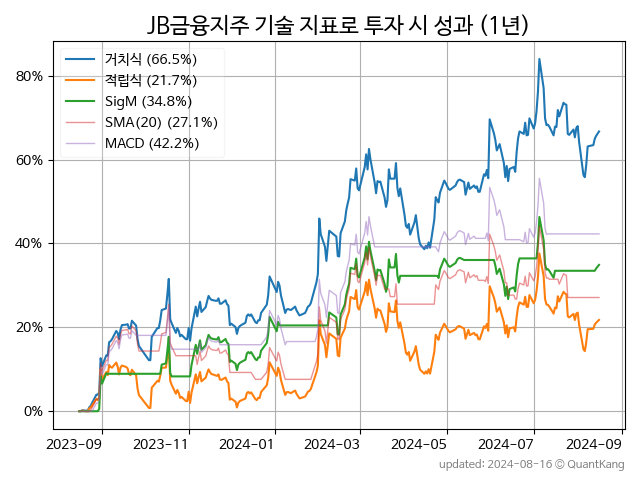 JB금융지주 기술 지표로 투자 시 성과 (1년)
거치식 (66.5%)
적립식 (21.7%)
SigM (34.8%)
SMA(20) (27.1%)
MACD (42.2%)
80%
60%
40%
20%
0%
2023-09 2023-11 2024-01 2024-03 2024-05 2024-07 2024-09
updated: 2024-08-16 © QuantKang